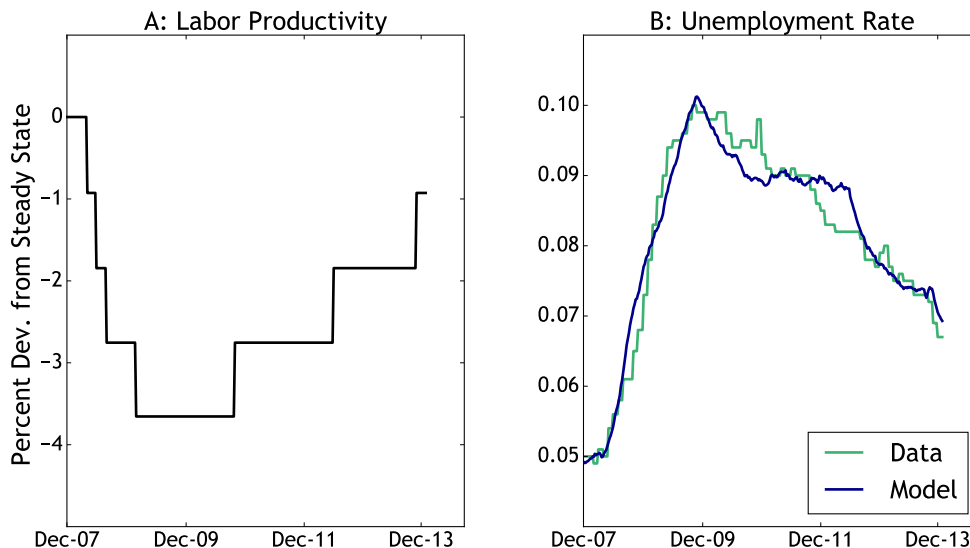 A: Labor Productivity
Percent Dev. from Steady State
0
−1
−2
−3
−4
Dec-07 Dec-09 Dec-11 Dec-13
B: Unemployment Rate
0.10
0.09
0.08
0.07
0.06
0.05
Data
Model
Dec-07 Dec-09 Dec-11 Dec-13